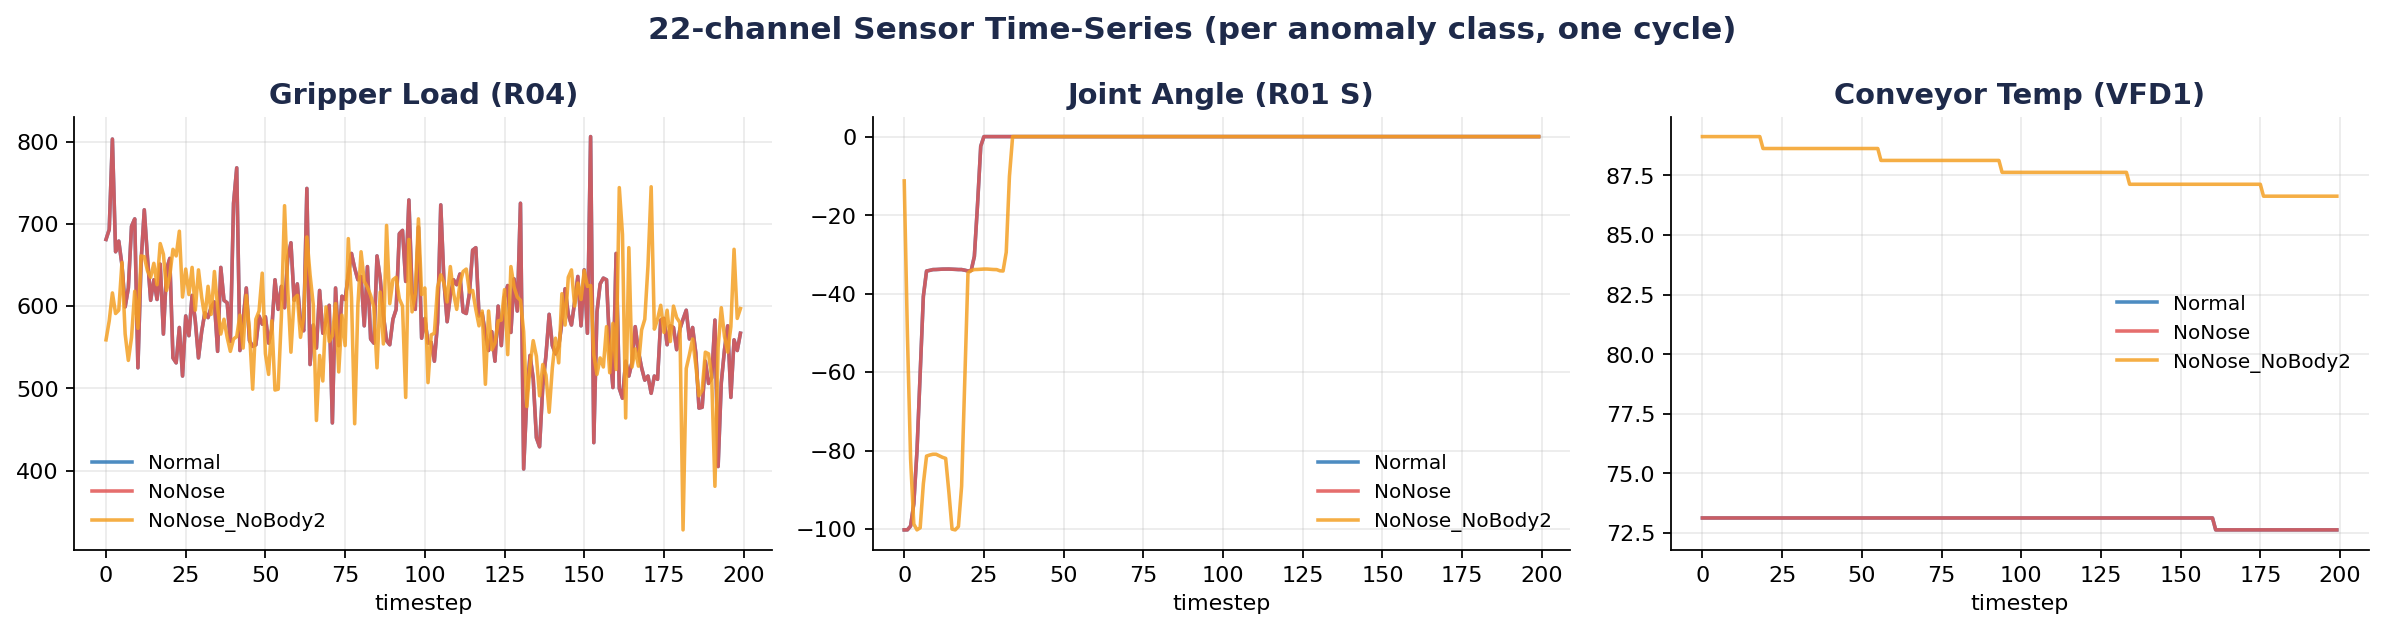 22-channel Sensor Time-Series (per anomaly class, one cycle)
Gripper Load (R04)
800
700
600
500
400
Normal
NoNose
NoNose_NoBody2
0 25 50 75 100 125 150 175 200
timestep
Joint Angle (R01 S)
0
−20
−40
−60
−80
−100
Normal
NoNose
NoNose_NoBody2
0 25 50 75 100 125 150 175 200
timestep
Conveyor Temp (VFD1)
87.5
85.0
82.5
80.0
77.5
75.0
72.5
Normal
NoNose
NoNose_NoBody2
0 25 50 75 100 125 150 175 200
timestep